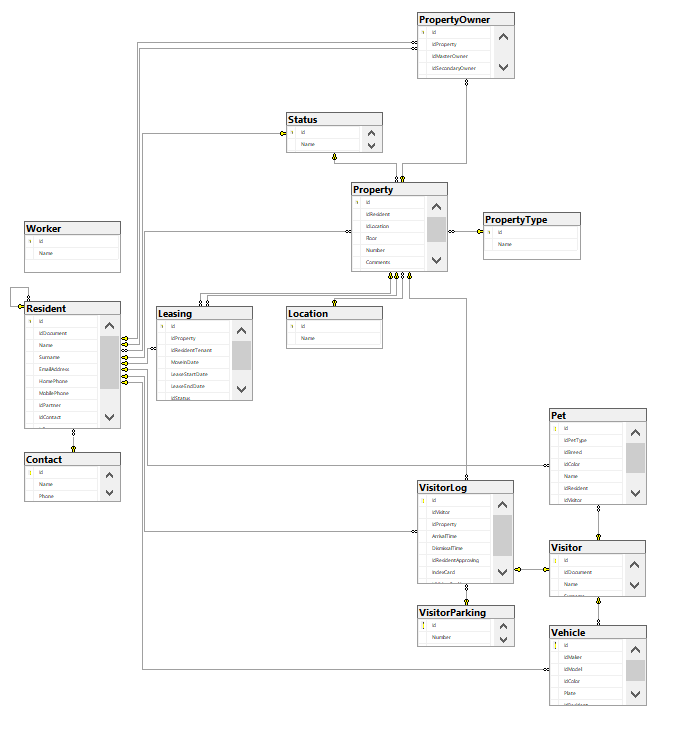 PropertyOwner
id
idProperty
idMasterOwner
idSecondaryOwner
Status
id
Name
Property
id
idResident
idLocation
Floor
Number
Comments
PropertyType
id
Name
Worker
id
Name
Resident
id
idDocument
Name
Surname
EmailAddress
HomePhone
MobilePhone
idPartner
idContact
Leasing
id
idProperty
idResidentTenant
MoveInDate
LeaseStartDate
LeaseEndDate
idStatus
Location
id
Name
Contact
id
Name
Phone
Pet
id
idPetType
idBreed
idColor
Name
idResident
idVisitor
VisitorLog
id
idVisitor
idProperty
ArrivalTime
DismissalTime
idResidentApproving
IndexCard
Visitor
id
idDocument
Name
Surname
VisitorParking
id
Number
Vehicle
id
idMaker
idModel
idColor
Plate
idResident